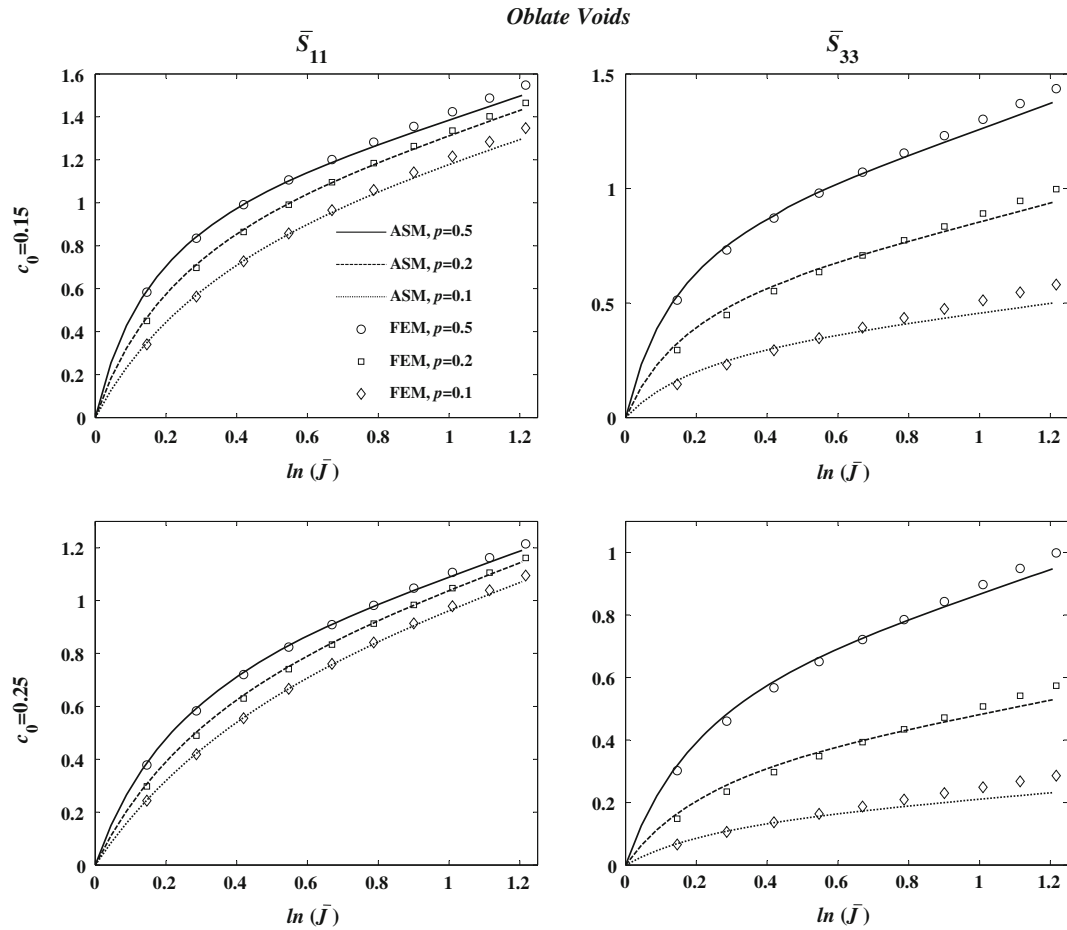 Oblate Voids
S̄11
S̄33
c0=0.15
1.6
1.4
1.2
1
0.8
0.6
0.4
0.2
0
ASM, p=0.5
ASM, p=0.2
ASM, p=0.1
FEM, p=0.5
FEM, p=0.2
FEM, p=0.1
0 0.2 0.4 0.6 0.8 1 1.2
ln (J̄)
1.5
1
0.5
0
0 0.2 0.4 0.6 0.8 1 1.2
ln (J̄)
c0=0.25
1.2
1
0.8
0.6
0.4
0.2
0
0 0.2 0.4 0.6 0.8 1 1.2
ln (J̄)
1
0.8
0.6
0.4
0.2
0
0 0.2 0.4 0.6 0.8 1 1.2
ln (J̄)